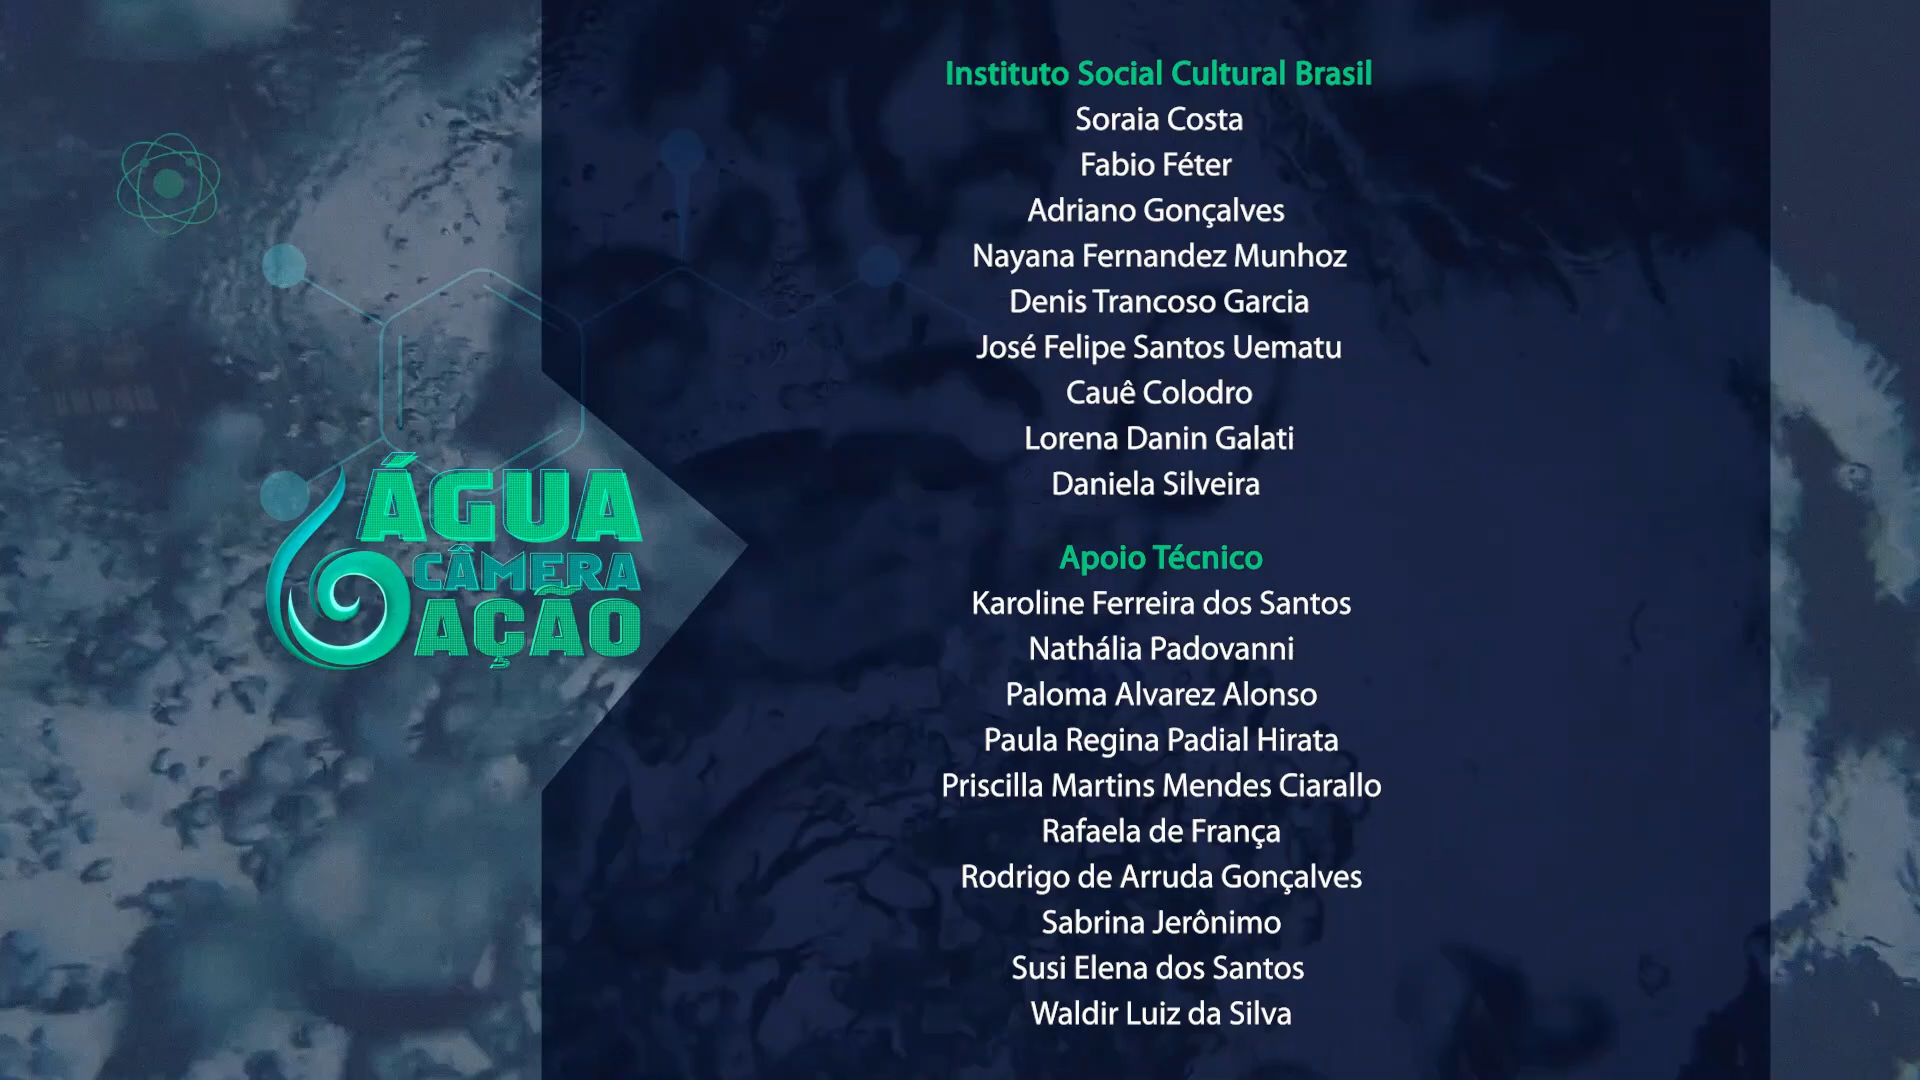 ÁGUA
CÂMERA
AÇÃO
Instituto Social Cultural Brasil
Soraia Costa
Fabio Féter
Adriano Gonçalves
Nayana Fernandez Munhoz
Denis Trancoso Garcia
José Felipe Santos Uematu
Cauê Colodro
Lorena Danin Galati
Daniela Silveira
Apoio Técnico
Karoline Ferreira dos Santos
Nathália Padovanni
Paloma Alvarez Alonso
Paula Regina Padial Hirata
Priscilla Martins Mendes Ciarallo
Rafaela de França
Rodrigo de Arruda Gonçalves
Sabrina Jerônimo
Susi Elena dos Santos
Waldir Luiz da Silva